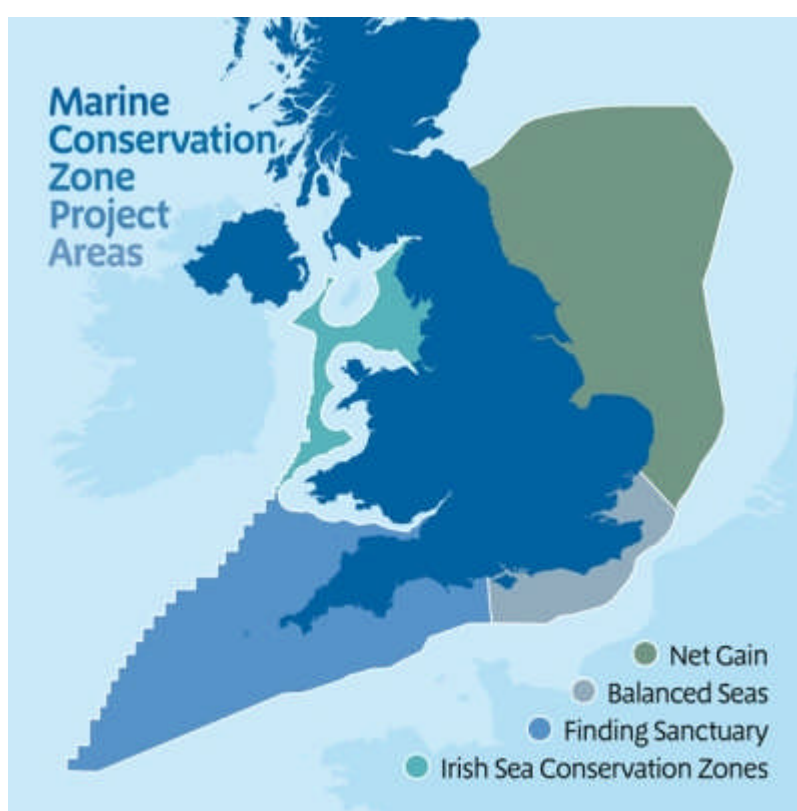 Marine
Conservation
Zone
Project
Areas
Net Gain
Balanced Seas
Finding Sanctuary
Irish Sea Conservation Zones